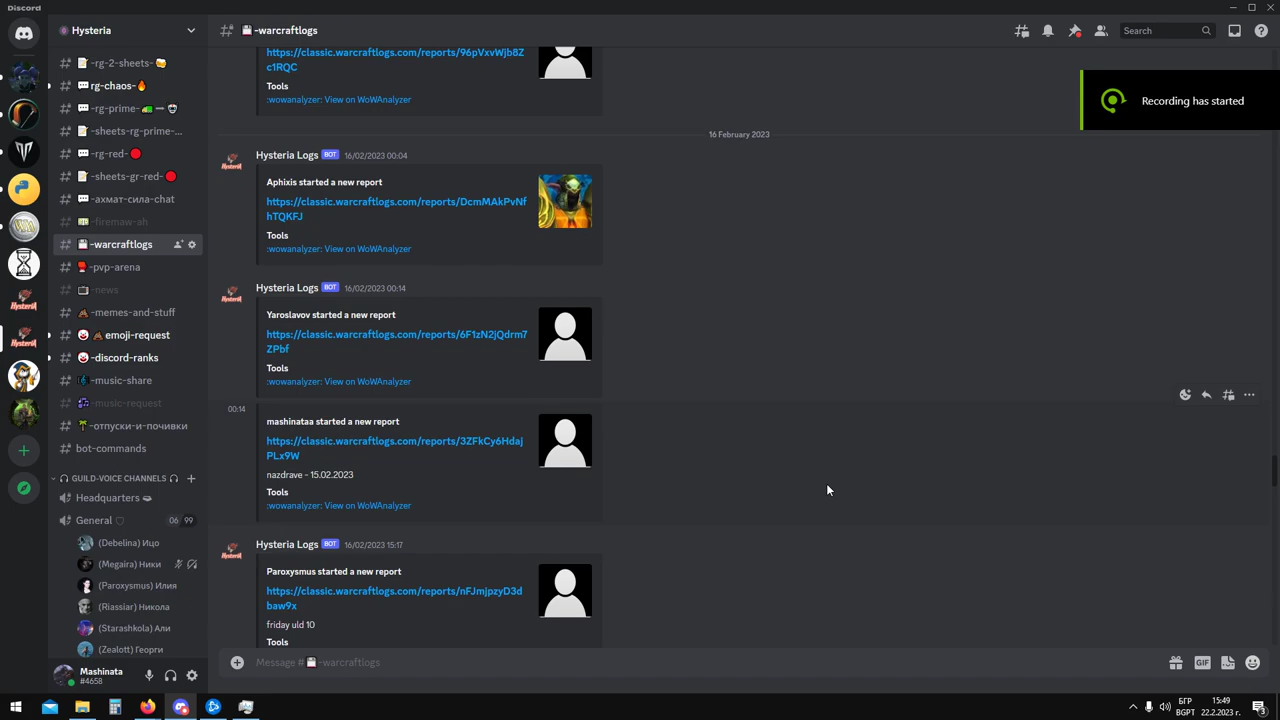 Discord
Hysteria
-warcraftlogs
Search
-rg-2-sheets-
rg-chaos-
-rg-prime-
-sheets-rg-prime-...
-rg-red-
-sheets-gr-red-
-ахмат-сила-chat
-firemaw-ah
-warcraftlogs
-pvp-arena
-news
-memes-and-stuff
emoji-request
-discord-ranks
-music-share
-music-request
-отпуски-и-почивки
bot-commands
GUILD-VOICE CHANNELS
Headquarters
General
06 99
(Debelina) Ицо
(Megaira) Ники
(Paroxysmus) Илия
(Riassiar) Никола
(Starashkola) Али
(Zealott) Георги
Mashinata
#4658
https://classic.warcraftlogs.com/reports/96pVxvWjb8Z
c1RQC
Tools
:wowanalyzer: View on WoWAnalyzer
16 February 2023
Hysteria Logs BOT 16/02/2023 00:04
Aphixis started a new report
https://classic.warcraftlogs.com/reports/DcmMAkPvNf
hTQKFJ
Tools
:wowanalyzer: View on WoWAnalyzer
Hysteria Logs BOT 16/02/2023 00:14
Yaroslavov started a new report
https://classic.warcraftlogs.com/reports/6F1zN2jQdrm7
ZPbf
Tools
:wowanalyzer: View on WoWAnalyzer
00:14
mashinataa started a new report
https://classic.warcraftlogs.com/reports/3ZFkCy6Hdaj
PLx9W
nazdrave - 15.02.2023
Tools
:wowanalyzer: View on WoWAnalyzer
Hysteria Logs BOT 16/02/2023 15:17
Paroxysmus started a new report
https://classic.warcraftlogs.com/reports/nFJmjpzyD3d
baw9x
friday uld 10
Tools
Message # -warcraftlogs
GIF
Recording has started
БГР
BGPT
15:49
22.2.2023 г.
3